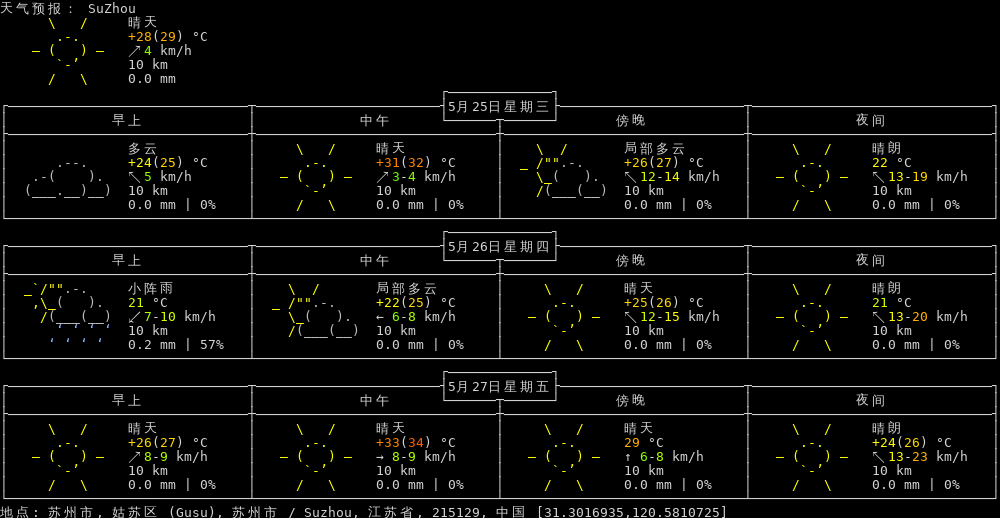 天气预报: SuZhou
晴天
+28(29) °C
↗4 km/h
10 km
0.0 mm
5月25日星期三
早上 中午 傍晚 夜间
多云 晴天 局部多云 晴朗
+24(25) °C +31(32) °C +26(27) °C 22 °C
↖5 km/h ↗3-4 km/h ↖12-14 km/h ↖13-19 km/h
10 km 10 km 10 km 10 km
0.0 mm | 0% 0.0 mm | 0% 0.0 mm | 0% 0.0 mm | 0%
5月26日星期四
早上 中午 傍晚 夜间
小阵雨 局部多云 晴天 晴朗
21 °C +22(25) °C +25(26) °C 21 °C
↙7-10 km/h ← 6-8 km/h ↖12-15 km/h ↖13-20 km/h
10 km 10 km 10 km 10 km
0.2 mm | 57% 0.0 mm | 0% 0.0 mm | 0% 0.0 mm | 0%
5月27日星期五
早上 中午 傍晚 夜间
晴天 晴天 晴天 晴朗
+26(27) °C +33(34) °C 29 °C +24(26) °C
↗8-9 km/h → 8-9 km/h ↑ 6-8 km/h ↖13-23 km/h
10 km 10 km 10 km 10 km
0.0 mm | 0% 0.0 mm | 0% 0.0 mm | 0% 0.0 mm | 0%
地点: 苏州市, 姑苏区 (Gusu), 苏州市 / Suzhou, 江苏省, 215129, 中国 [31.3016935,120.5810725]